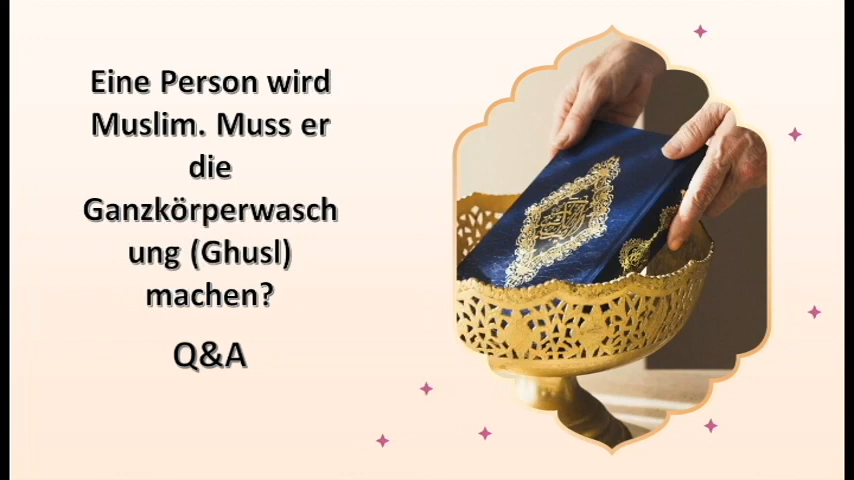 Eine Person wird
Muslim. Muss er
die
Ganzkörperwasch
ung (Ghusl)
machen?
Q&A